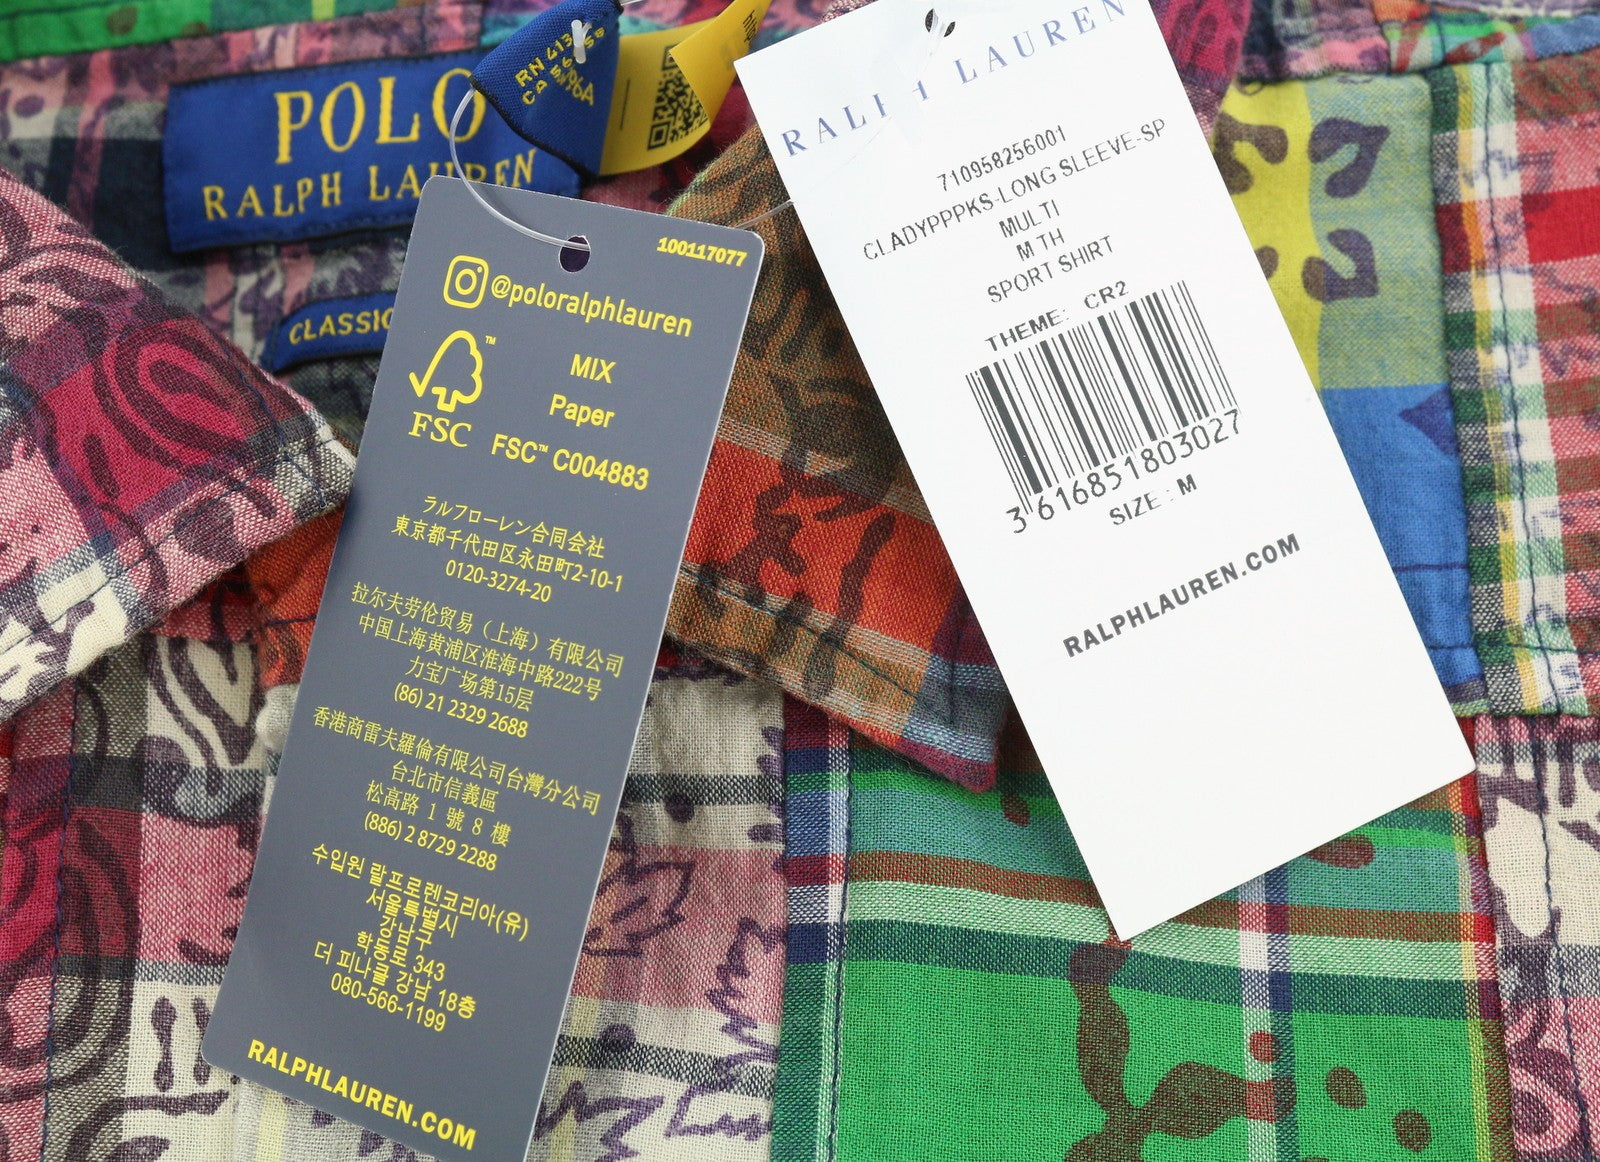 POLO
RALPH LAUREN
CLASSIC
RN 413
CA
100117077
@poloralphlauren
MIX
Paper
FSC™ C004883
FSC
ラルフローレン合同会社
東京都千代田区永田町2-10-1
0120-3274-20
拉尔夫劳伦贸易（上海）有限公司
中国上海黄浦区淮海中路222号
力宝广场第15层
(86) 21 2329 2688
香港商雷夫羅倫有限公司台灣分公司
台北市信義區
松高路 1 號 8 樓
(886) 2 8729 2288
수입원 랄프로렌코리아(유)
서울특별시
강남구
학동로 343
더 피나클 강남 18층
080-566-1199
RALPHLAUREN.COM
RALPH LAUREN
710958256001
CLADYPPPKS-LONG SLEEVE-SP
MULTI
M TH
SPORT SHIRT
THEME: CR2
3 616851803027
SIZE : M
RALPHLAUREN.COM